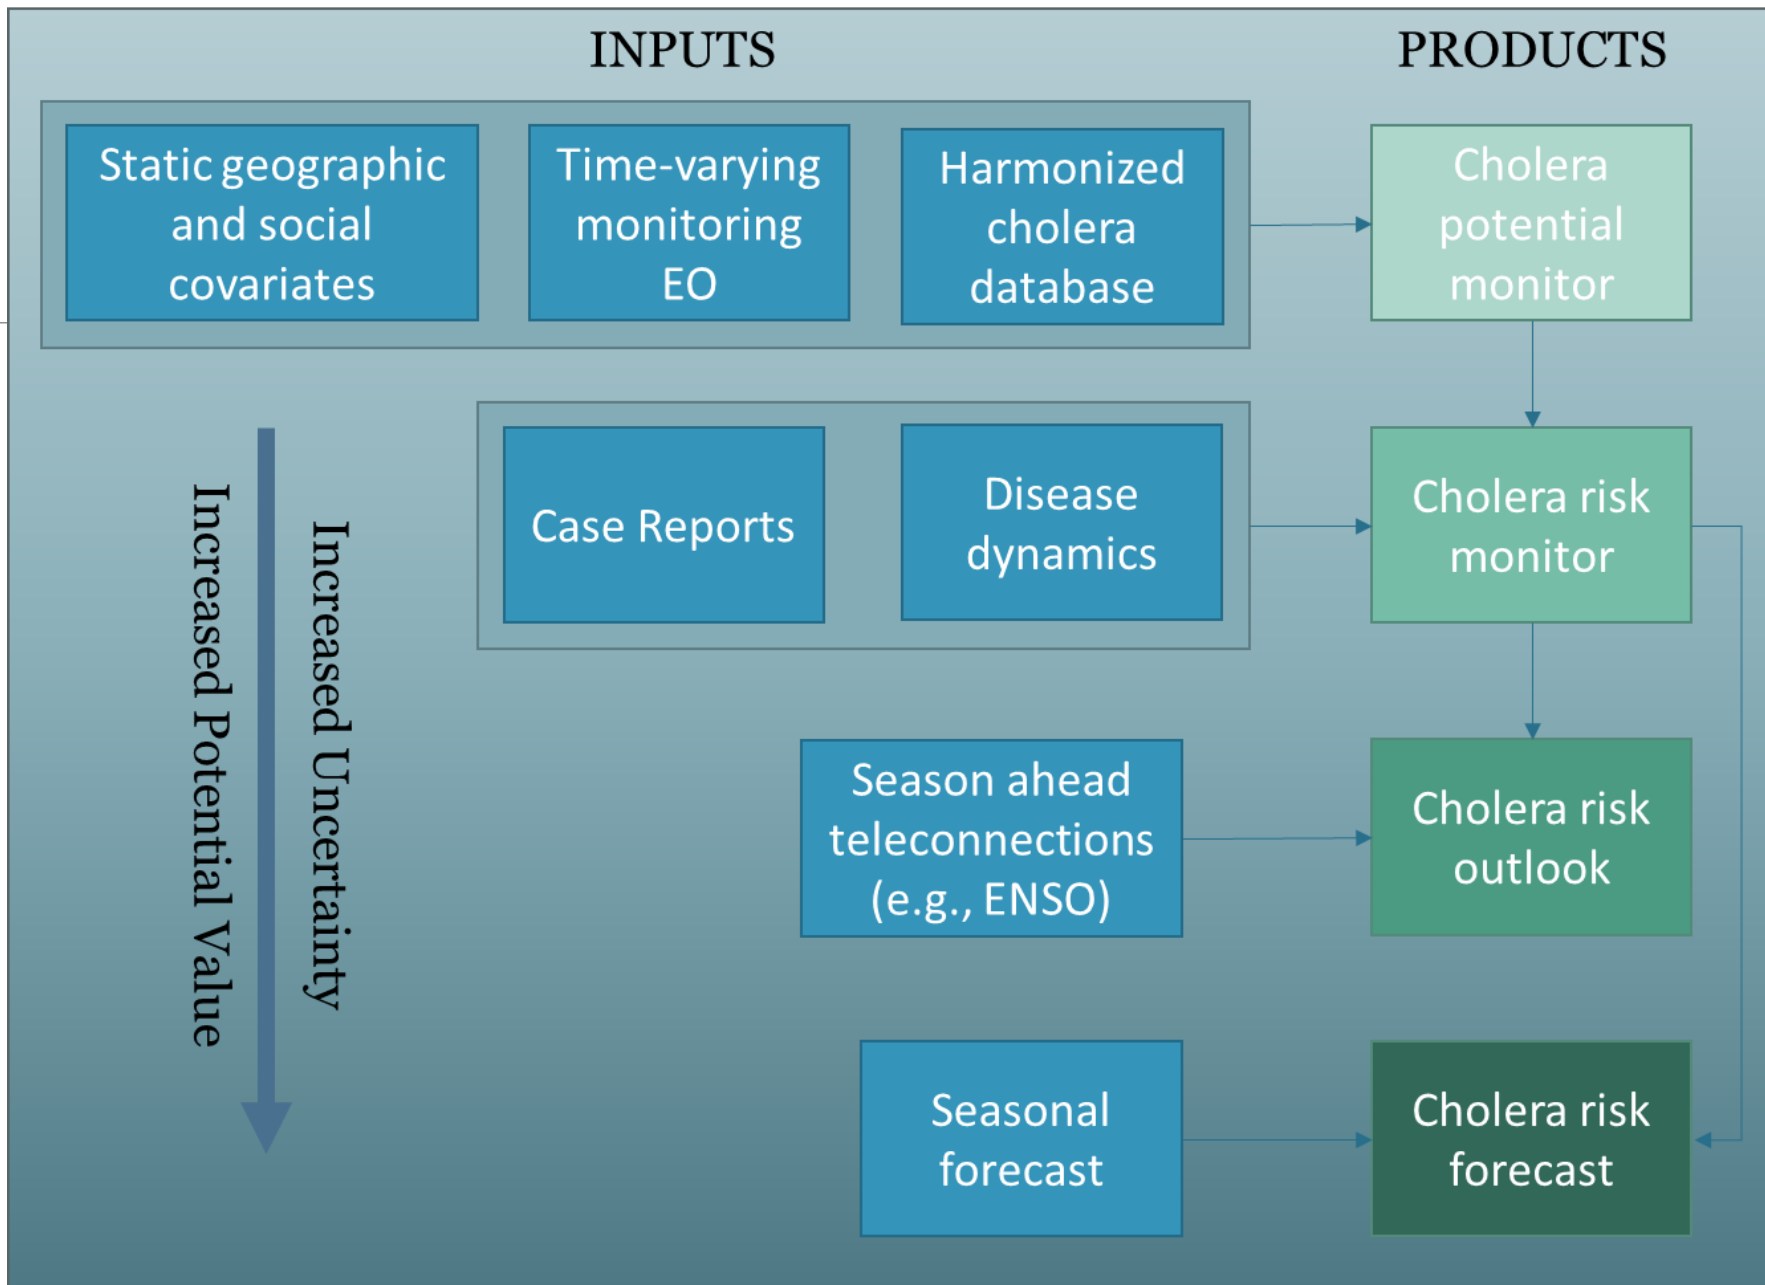 INPUTS
PRODUCTS
Static geographic
and social
covariates
Time-varying
monitoring
EO
Harmonized
cholera
database
Cholera
potential
monitor
Case Reports
Disease
dynamics
Cholera risk
monitor
Increased Potential Value
Increased Uncertainty
Season ahead
teleconnections
(e.g., ENSO)
Cholera risk
outlook
Seasonal
forecast
Cholera risk
forecast